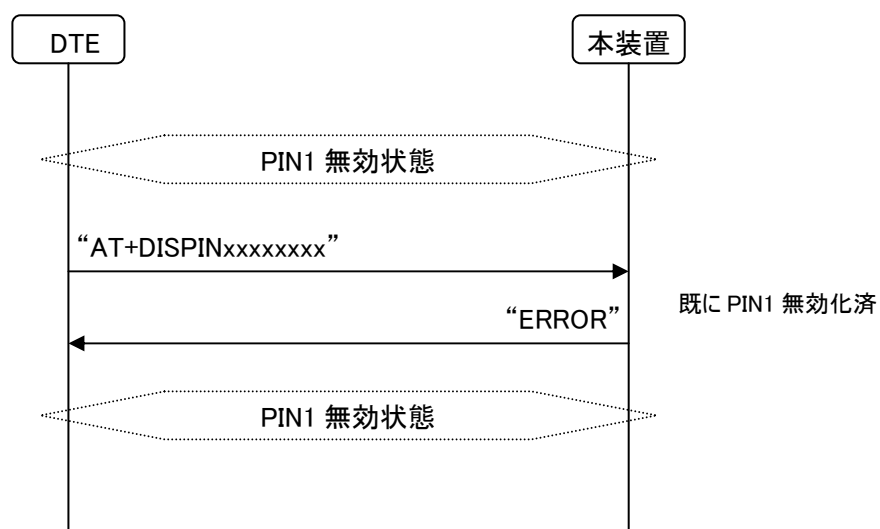 DTE
本装置
PIN1 無効状態
“AT+DISPINxxxxxxxx”
既に PIN1 無効化済
“ERROR”
PIN1 無効状態